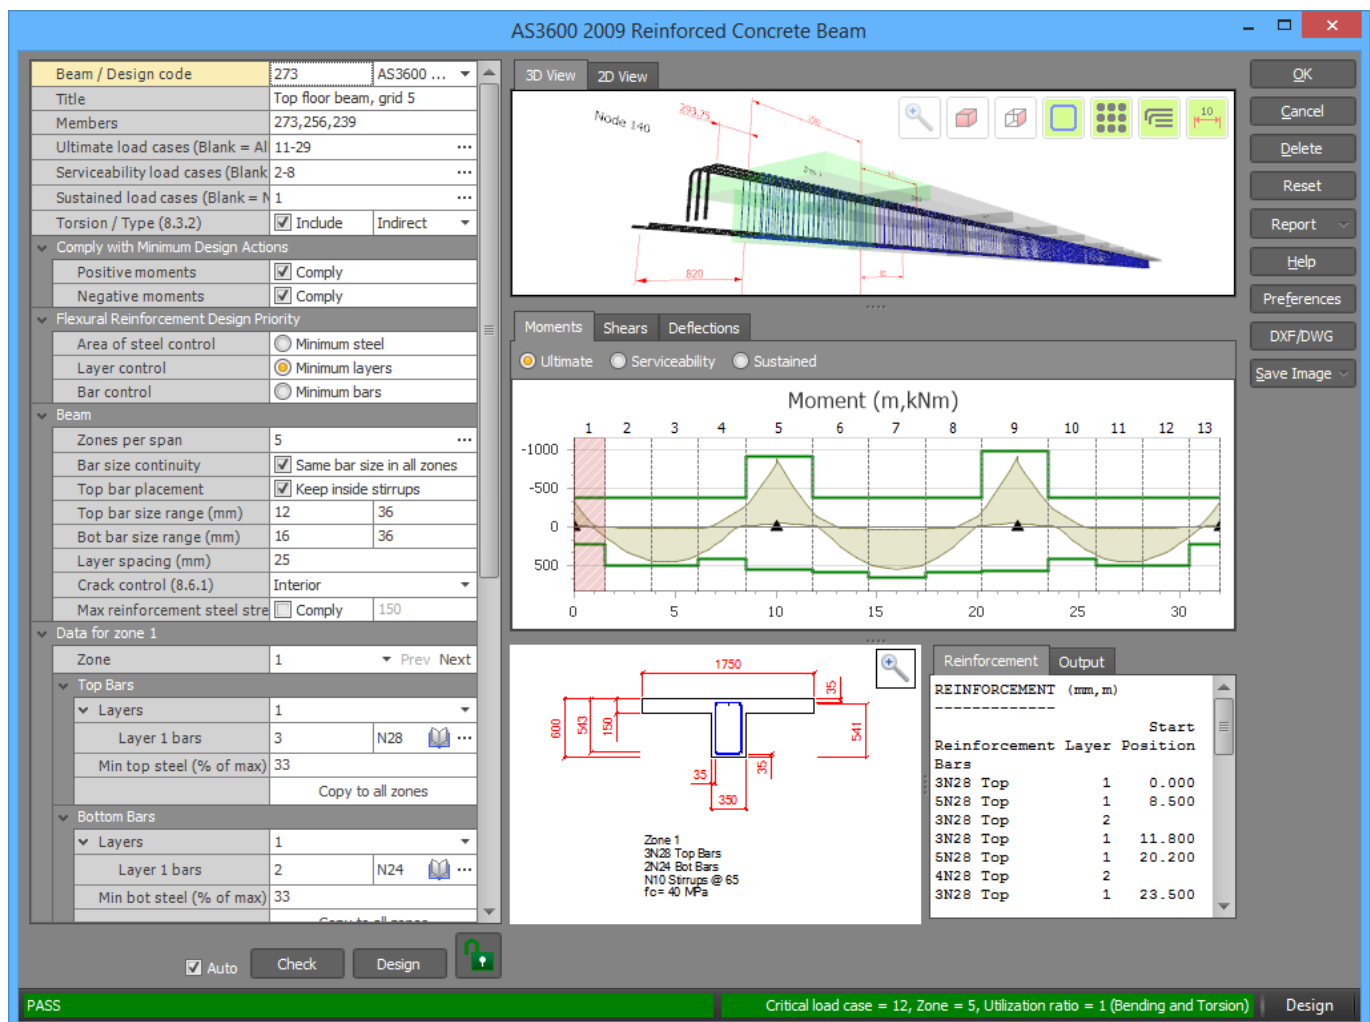 AS3600 2009 Reinforced Concrete Beam
Beam / Design code 273 AS3600 ...
Title Top floor beam, grid 5
Members 273,256,239
Ultimate load cases (Blank = Al 11-29 ...
Serviceability load cases (Blank 2-8 ...
Sustained load cases (Blank = N 1 ...
Torsion / Type (8.3.2) Include Indirect
Comply with Minimum Design Actions
Positive moments Comply
Negative moments Comply
Flexural Reinforcement Design Priority
Area of steel control Minimum steel
Layer control Minimum layers
Bar control Minimum bars
Beam
Zones per span 5 ...
Bar size continuity Same bar size in all zones
Top bar placement Keep inside stirrups
Top bar size range (mm) 12 36
Bot bar size range (mm) 16 36
Layer spacing (mm) 25
Crack control (8.6.1) Interior
Max reinforcement steel stre Comply 150
Data for zone 1
Zone 1 Prev Next
Top Bars
Layers 1
Layer 1 bars 3 N28 ...
Min top steel (% of max) 33
Copy to all zones
Bottom Bars
Layers 1
Layer 1 bars 2 N24 ...
Min bot steel (% of max) 33
Copy to all zones
Auto Check Design
3D View 2D View
Node 140
293.25
820
10
Moments Shears Deflections
Ultimate Serviceability Sustained
Moment (m,kNm)
1 2 3 4 5 6 7 8 9 10 11 12 13
-1000
-500
0
500
0 5 10 15 20 25 30
1750
35
600
543
150
541
35
35
350
Zone 1
3N28 Top Bars
2N24 Bot Bars
N10 Stirrups @ 65
fc= 40 MPa
Reinforcement Output
REINFORCEMENT (mm,m)
-------------
Start
Reinforcement Layer Position
Bars
3N28 Top 1 0.000
5N28 Top 1 8.500
3N28 Top 2
3N28 Top 1 11.800
5N28 Top 1 20.200
4N28 Top 2
3N28 Top 1 23.500
OK
Cancel
Delete
Reset
Report
Help
Preferences
DXF/DWG
Save Image
PASS
Critical load case = 12, Zone = 5, Utilization ratio = 1 (Bending and Torsion)
Design